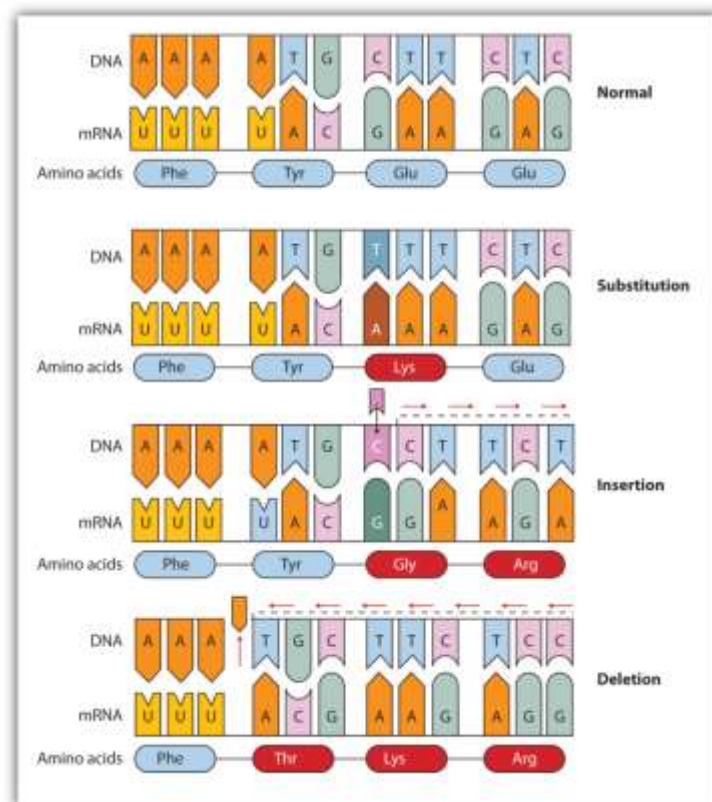 DNA A A A A T G C T T C T C
Normal
mRNA U U U U A C G A A G A G
Amino acids Phe Tyr Glu Glu
DNA A A A A T G T T T C T C
Substitution
mRNA U U U U A C A A A G A G
Amino acids Phe Tyr Lys Glu
DNA A A A A T G C C T T C T
Insertion
mRNA U U U U A C G G A A G A
Amino acids Phe Tyr Gly Arg
DNA A A A T G C T T C T C C
Deletion
mRNA U U U A C G A A G A G G
Amino acids Phe Thr Lys Arg